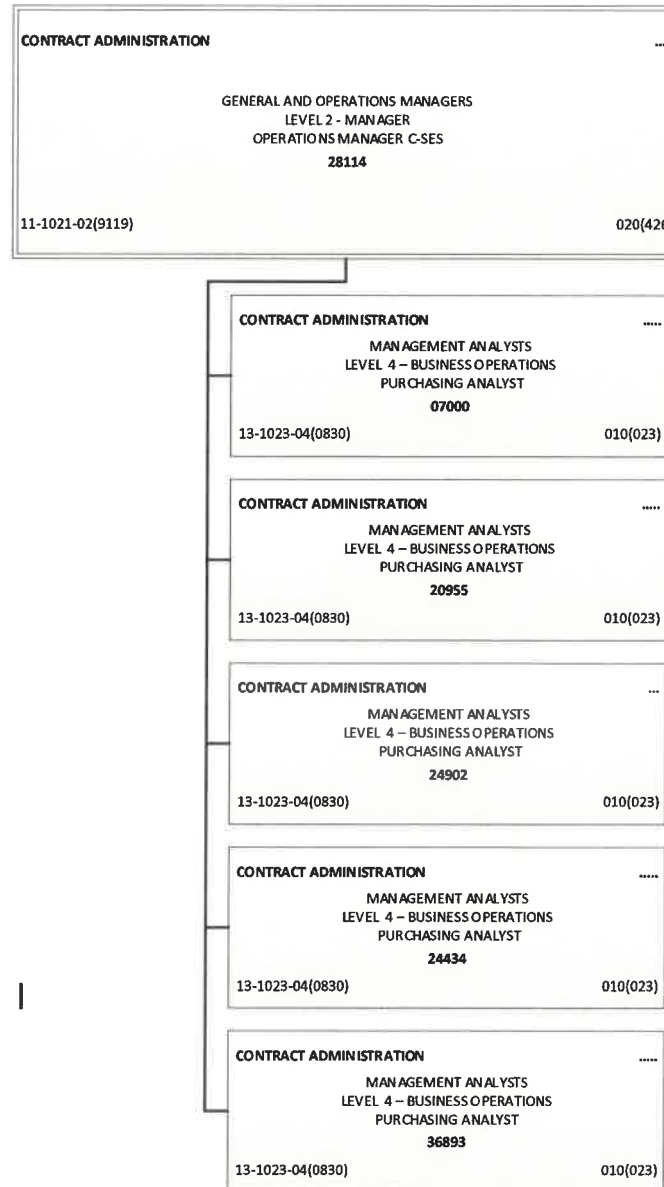 CONTRACT ADMINISTRATION ...
GENERAL AND OPERATIONS MANAGERS
LEVEL 2 - MANAGER
OPERATIONS MANAGER C-SES
28114
11-1021-02(9119) 020(426
CONTRACT ADMINISTRATION .....
MANAGEMENT ANALYSTS
LEVEL 4 – BUSINESS OPERATIONS
PURCHASING ANALYST
07000
13-1023-04(0830) 010(023)
CONTRACT ADMINISTRATION .....
MANAGEMENT ANALYSTS
LEVEL 4 – BUSINESS OPERATIONS
PURCHASING ANALYST
20955
13-1023-04(0830) 010(023)
CONTRACT ADMINISTRATION ...
MANAGEMENT ANALYSTS
LEVEL 4 – BUSINESS OPERATIONS
PURCHASING ANALYST
24902
13-1023-04(0830) 010(023)
CONTRACT ADMINISTRATION .....
MANAGEMENT ANALYSTS
LEVEL 4 – BUSINESS OPERATIONS
PURCHASING ANALYST
24434
13-1023-04(0830) 010(023)
CONTRACT ADMINISTRATION .....
MANAGEMENT ANALYSTS
LEVEL 4 – BUSINESS OPERATIONS
PURCHASING ANALYST
36893
13-1023-04(0830) 010(023)